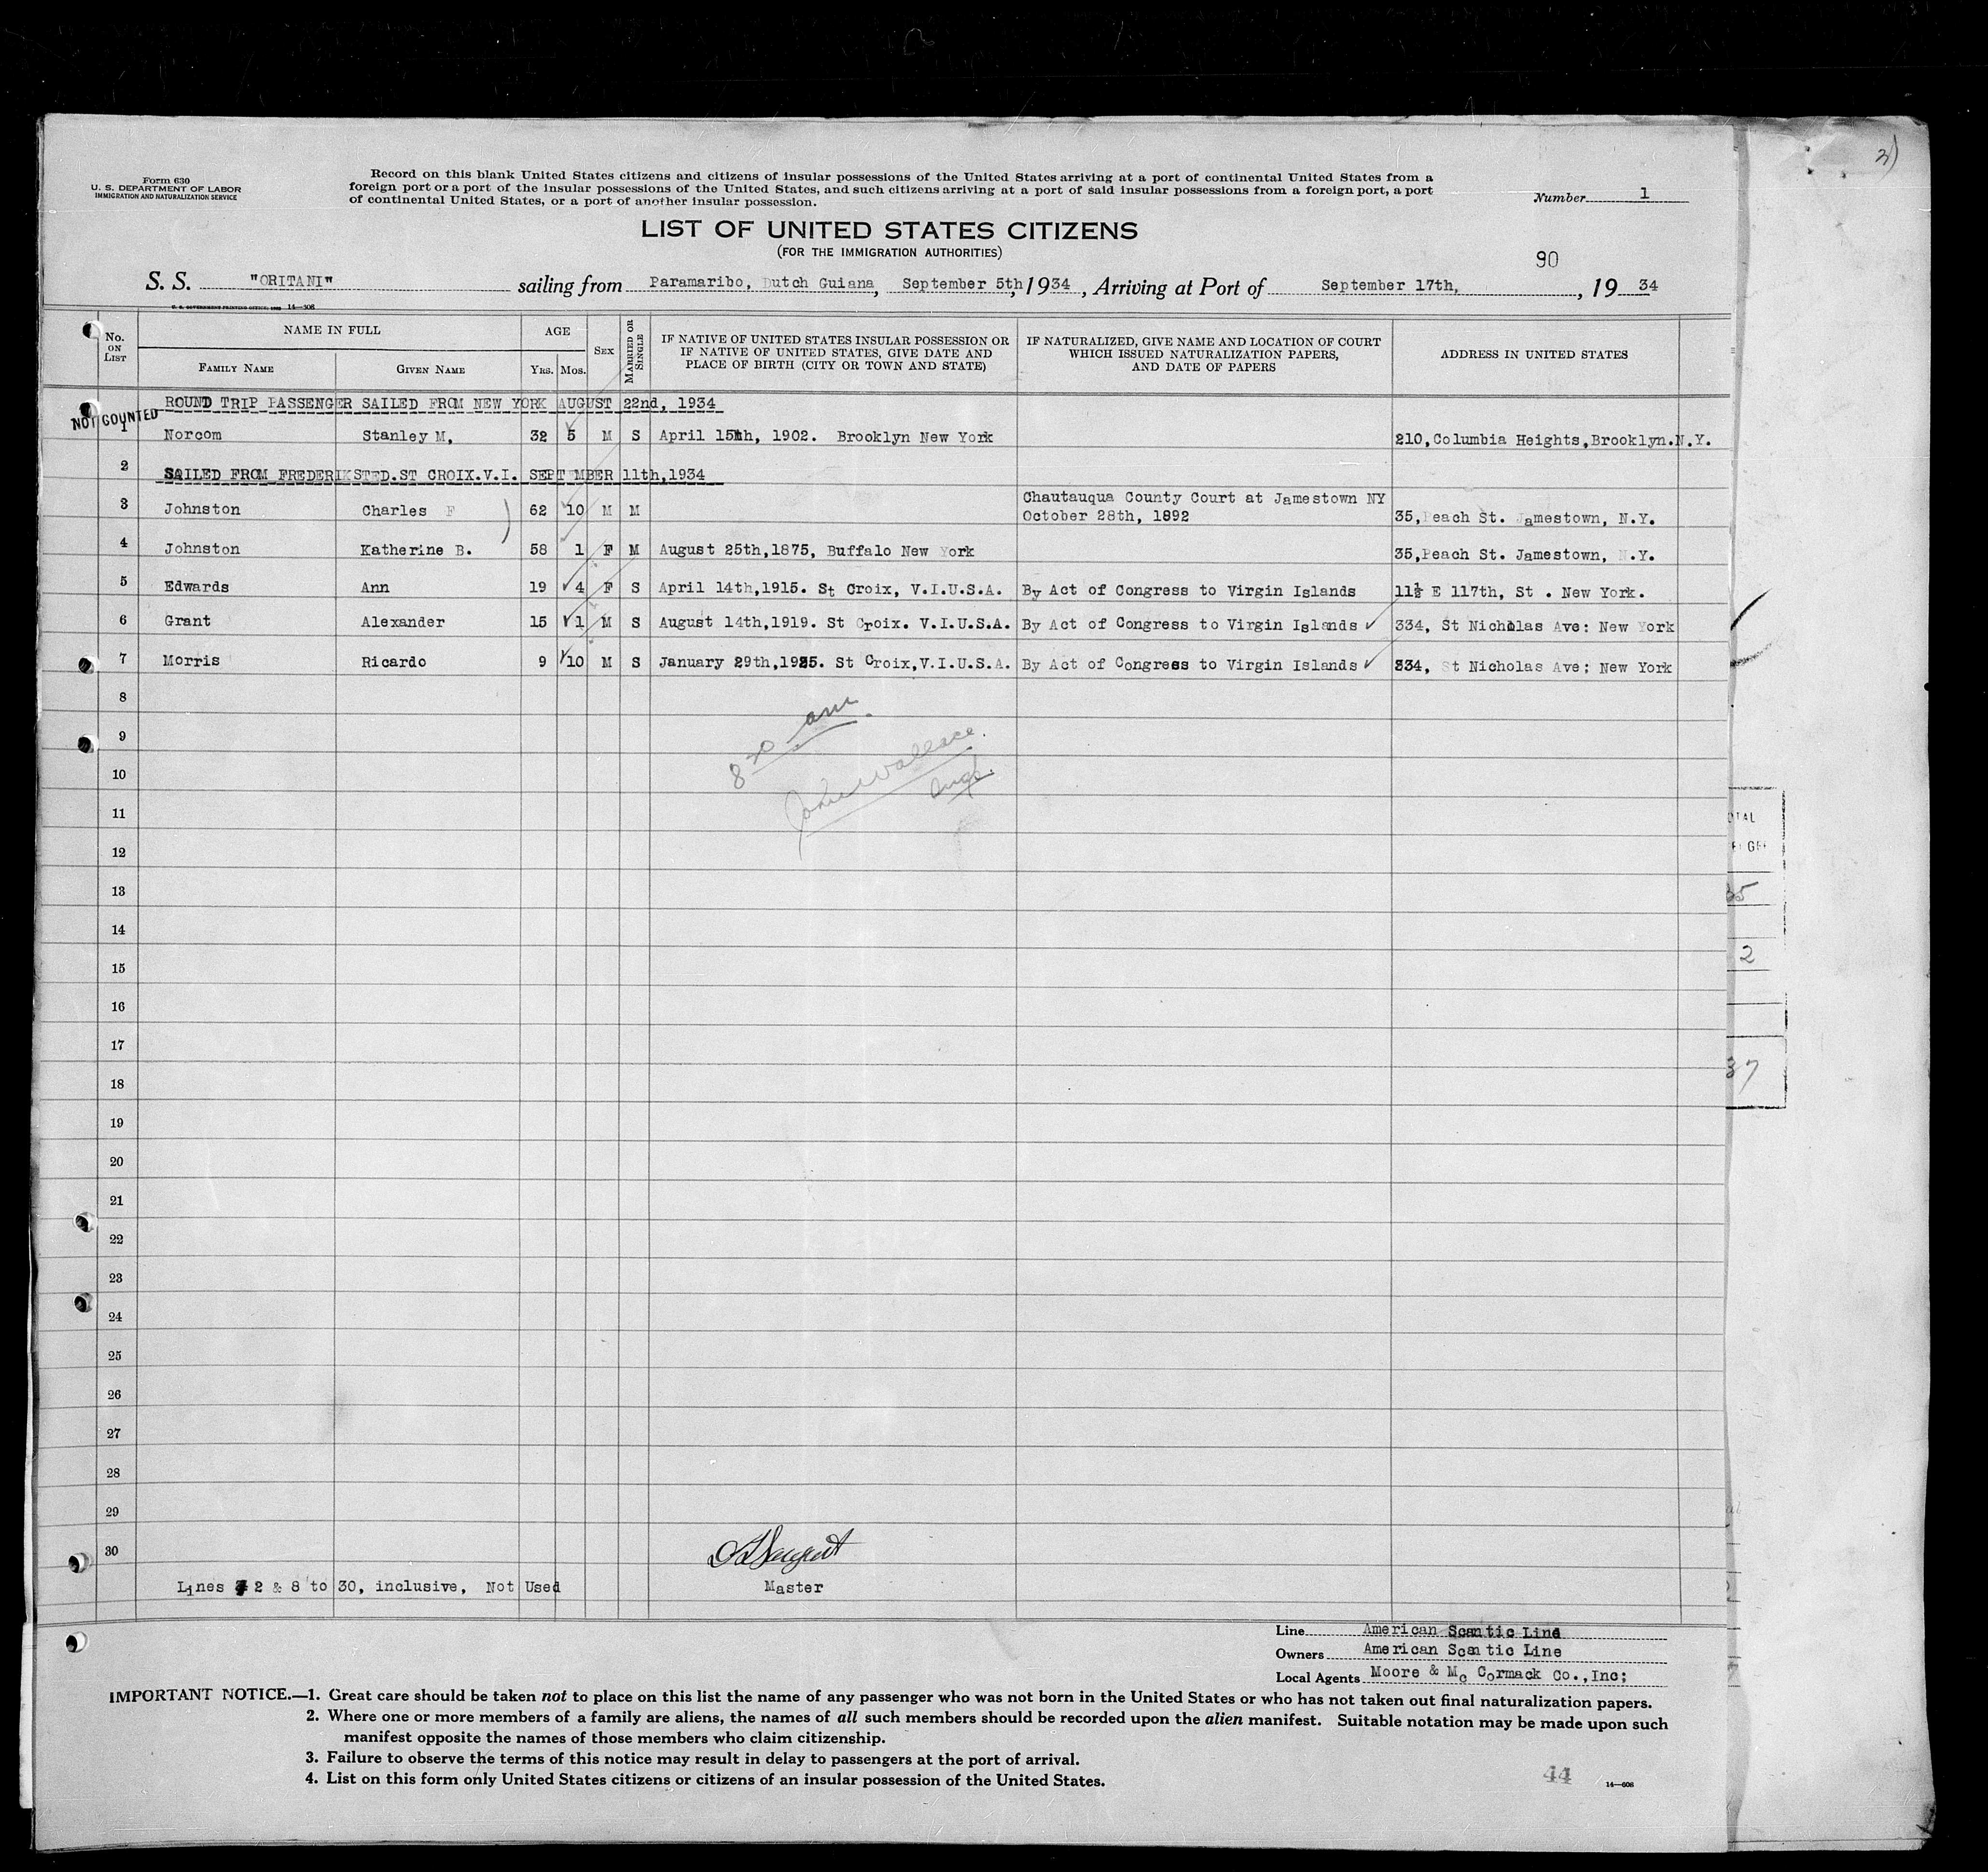 3)
Form 630
U. S. DEPARTMENT OF LABOR
IMMIGRATION AND NATURALIZATION SERVICE
Record on this blank United States citizens and citizens of insular possessions of the United States arriving at a port of continental United States from a
foreign port or a port of the insular possessions of the United States, and such citizens arriving at a port of said insular possessions from a foreign port, a port
of continental United States, or a port of another insular possession.
Number 1
LIST OF UNITED STATES CITIZENS
(FOR THE IMMIGRATION AUTHORITIES)
90
S. S. "ORITANI" sailing from Paramaribo, Dutch Guiana, September 5th, 1934, Arriving at Port of September 17th, , 19 34
No. ON LIST
NAME IN FULL
FAMILY NAME GIVEN NAME
AGE
YRS. MOS.
SEX
MARRIED OR SINGLE
IF NATIVE OF UNITED STATES INSULAR POSSESSION OR
IF NATIVE OF UNITED STATES, GIVE DATE AND
PLACE OF BIRTH (CITY OR TOWN AND STATE)
IF NATURALIZED, GIVE NAME AND LOCATION OF COURT
WHICH ISSUED NATURALIZATION PAPERS,
AND DATE OF PAPERS
ADDRESS IN UNITED STATES
ROUND TRIP PASSENGER SAILED FROM NEW YORK AUGUST 22nd, 1934
NOT COUNTED
1 Norcom Stanley M. 32 5 M S April 15th, 1902. Brooklyn New York 210, Columbia Heights, Brooklyn. N.Y.
2 SAILED FROM FREDERIKSTED. ST CROIX. V.I. SEPT MBER 11th, 1934
3 Johnston Charles F 62 10 M M Chautauqua County Court at Jamestown NY
October 28th, 1892 35, Peach St. Jamestown, N.Y.
4 Johnston Katherine B. 58 1 F M August 25th, 1875, Buffalo New York 35, Peach St. Jamestown, N.Y.
5 Edwards Ann 19 4 F S April 14th, 1915. St Croix, V.I.U.S.A. By Act of Congress to Virgin Islands 11½ E 117th, St . New York.
6 Grant Alexander 15 1 M S August 14th, 1919. St Croix. V.I.U.S.A. By Act of Congress to Virgin Islands 334, St Nicholas Ave: New York
7 Morris Ricardo 9 10 M S January 29th, 1925. St Croix, V.I.U.S.A. By Act of Congress to Virgin Islands 334, St Nicholas Ave; New York
8
9
10
11
12
13
14
15
16
17
18
19
20
21
22
23
24
25
26
27
28
29
30
8 20 am
John Wallace
Insp.
35
2
37
Lines 2 & 8 to 30, inclusive, Not Used
Master
Line American Scantic Line
Owners American Scantic Line
Local Agents Moore & Mc Cormack Co., Inc;
IMPORTANT NOTICE.—1. Great care should be taken not to place on this list the name of any passenger who was not born in the United States or who has not taken out final naturalization papers.
2. Where one or more members of a family are aliens, the names of all such members should be recorded upon the alien manifest. Suitable notation may be made upon such
manifest opposite the names of those members who claim citizenship.
3. Failure to observe the terms of this notice may result in delay to passengers at the port of arrival.
4. List on this form only United States citizens or citizens of an insular possession of the United States.
44
14—608